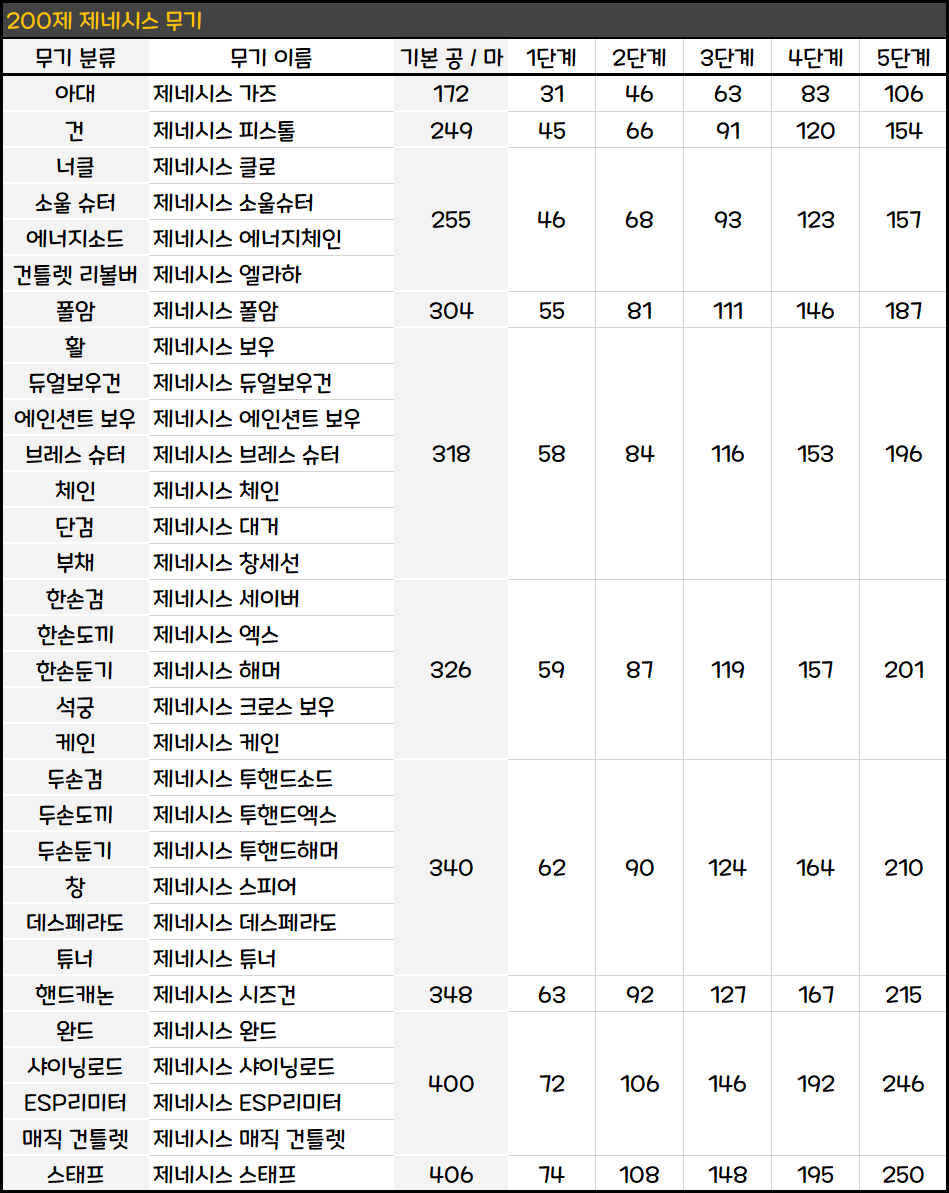 200제 제네시스 무기
무기 분류 무기 이름 기본 공 / 마 1단계 2단계 3단계 4단계 5단계
아대 제네시스 가즈 172 31 46 63 83 106
건 제네시스 피스톨 249 45 66 91 120 154
너클 제네시스 클로
소울 슈터 제네시스 소울슈터
255 46 68 93 123 157
에너지소드 제네시스 에너지체인
건틀렛 리볼버 제네시스 엘라하
폴암 제네시스 폴암 304 55 81 111 146 187
활 제네시스 보우
듀얼보우건 제네시스 듀얼보우건
에인션트 보우 제네시스 에인션트 보우
브레스 슈터 제네시스 브레스 슈터 318 58 84 116 153 196
체인 제네시스 체인
단검 제네시스 대거
부채 제네시스 창세선
한손검 제네시스 세이버
한손도끼 제네시스 엑스
한손둔기 제네시스 해머 326 59 87 119 157 201
석궁 제네시스 크로스 보우
케인 제네시스 케인
두손검 제네시스 투핸드소드
두손도끼 제네시스 투핸드엑스
두손둔기 제네시스 투핸드해머
340 62 90 124 164 210
창 제네시스 스피어
데스페라도 제네시스 데스페라도
튜너 제네시스 튜너
핸드캐논 제네시스 시즈건 348 63 92 127 167 215
완드 제네시스 완드
샤이닝로드 제네시스 샤이닝로드
400 72 106 146 192 246
ESP리미터 제네시스 ESP리미터
매직 건틀렛 제네시스 매직 건틀렛
스태프 제네시스 스태프 406 74 108 148 195 250